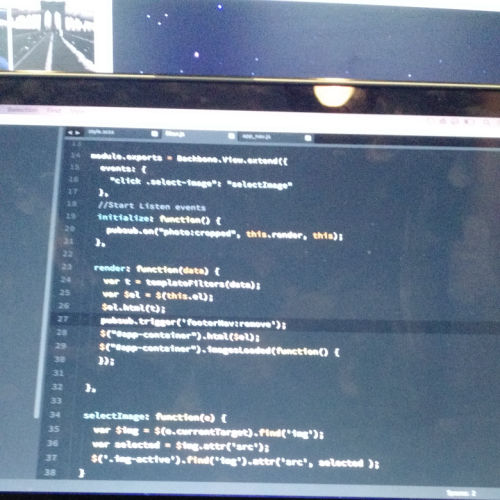 Selection Find View
style.scss filter.js app_nav.js
13
14 module.exports = Backbone.View.extend({
15 events: {
16 "click .select-image": "selectImage"
17 },
18 //Start Listen events
19 initialize: function() {
20 pubsub.on("photo:cropped", this.render, this);
21 },
22
23 render: function(data) {
24 var t = templateFilters(data);
25 var $el = $(this.el);
26 $el.html(t);
27 pubsub.trigger('footerNav:remove');
28 $("#app-container").html($el);
29 $("#app-container").imagesLoaded(function() {
30 });
31
32 },
33
34 selectImage: function(e) {
35 var $img = $(e.currentTarget).find('img');
36 var selected = $img.attr('src');
37 $('.img-active').find('img').attr('src', selected );
38 }
Spaces: 2